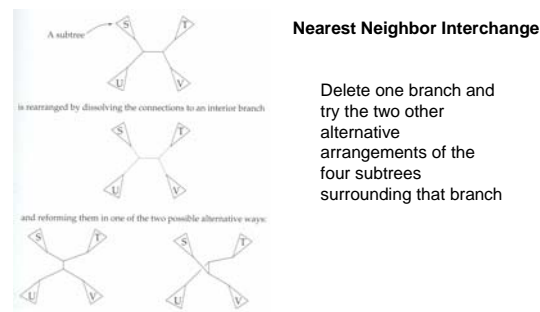 A subtree
S
T
U
V
is rearranged by dissolving the connections to an interior branch
S
T
U
V
and reforming them in one of the two possible alternative ways:
S
T
U
V
S
T
U
V
Nearest Neighbor Interchange
Delete one branch and
try the two other
alternative
arrangements of the
four subtrees
surrounding that branch